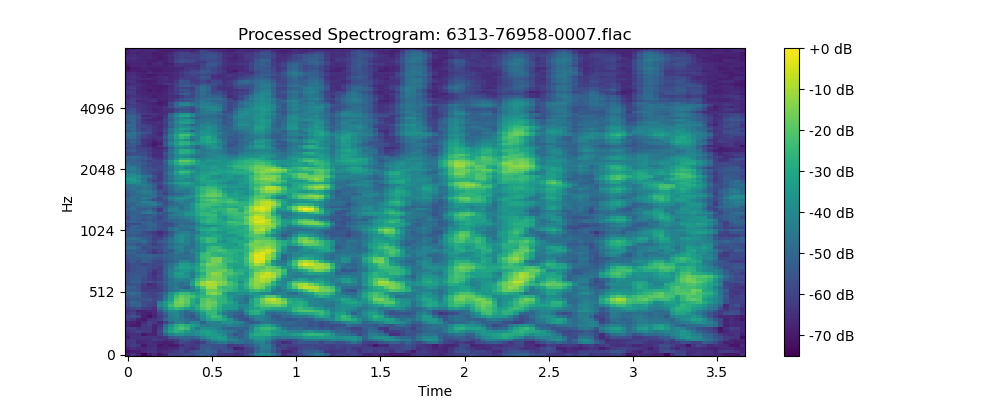 Processed Spectrogram: 6313-76958-0007.flac
Hz
4096
2048
1024
512
0
0
0.5
1
1.5
2
2.5
3
3.5
Time
+0 dB
-10 dB
-20 dB
-30 dB
-40 dB
-50 dB
-60 dB
-70 dB